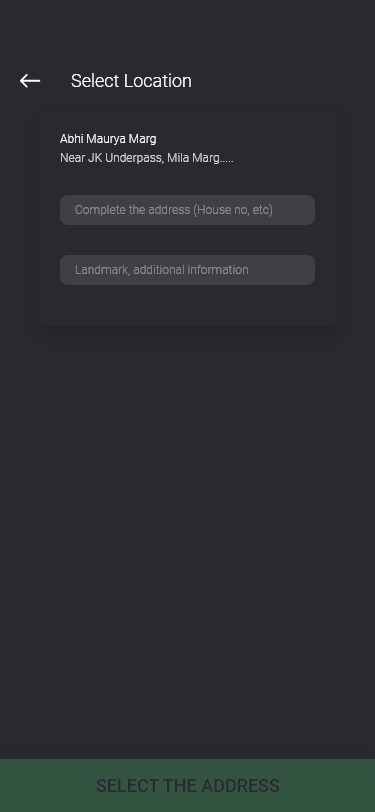 Select Location
Abhi Maurya Marg
Near JK Underpass, Mila Marg.....
Complete the address (House no, etc)
Landmark, additional information
SELECT THE ADDRESS